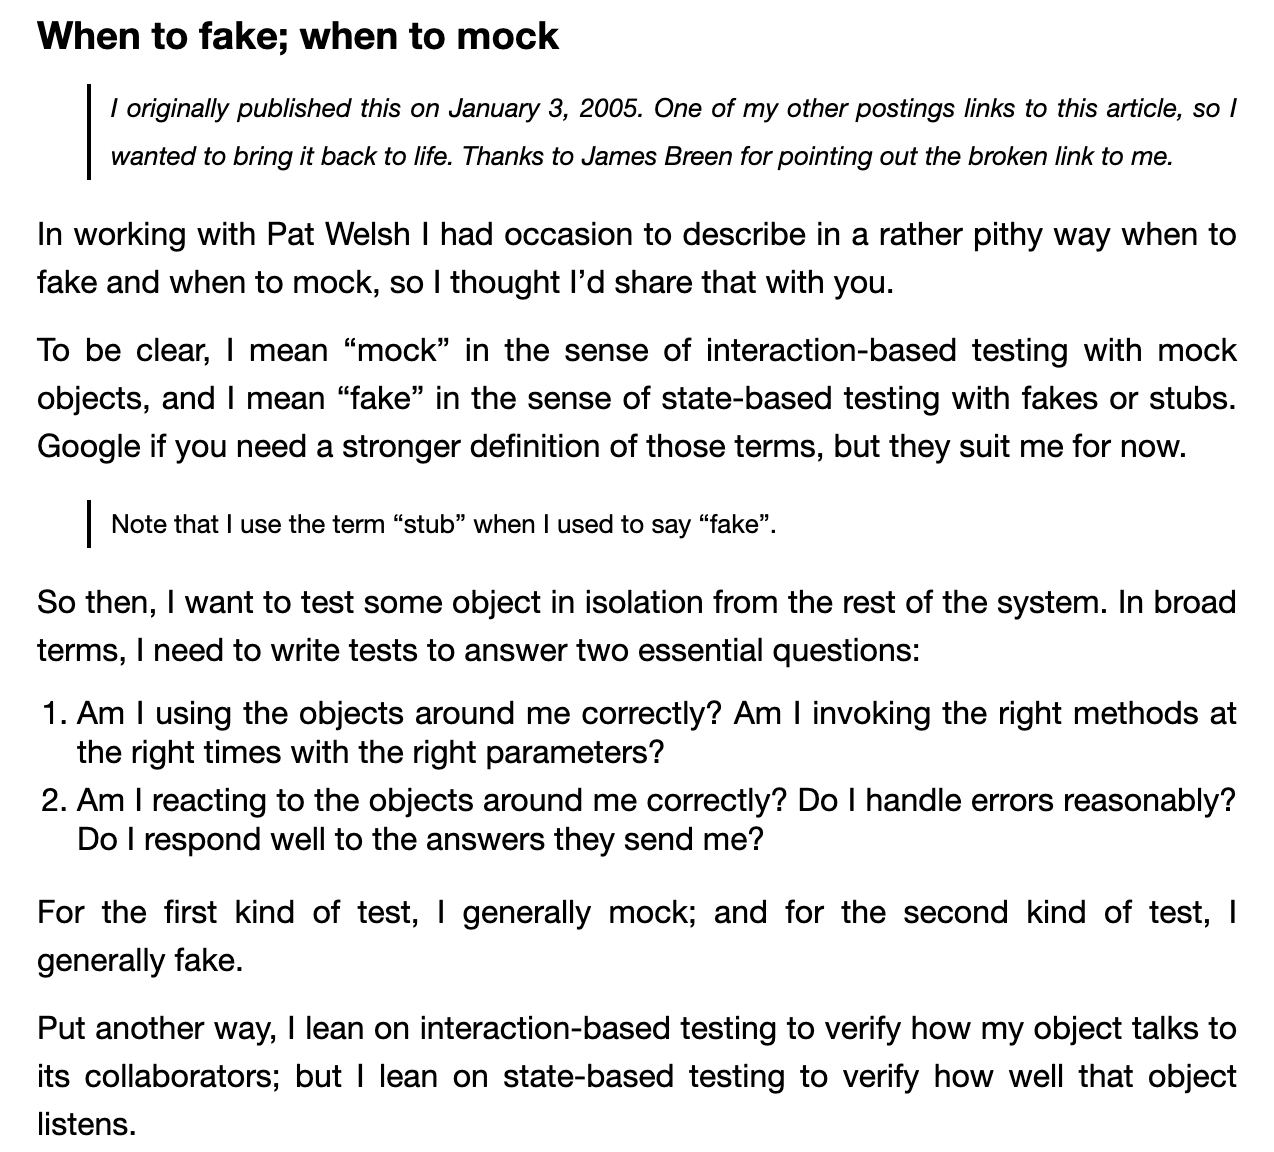 When to fake; when to mock
I originally published this on January 3, 2005. One of my other postings links to this article, so I
wanted to bring it back to life. Thanks to James Breen for pointing out the broken link to me.
In working with Pat Welsh I had occasion to describe in a rather pithy way when to
fake and when to mock, so I thought I’d share that with you.
To be clear, I mean “mock” in the sense of interaction-based testing with mock
objects, and I mean “fake” in the sense of state-based testing with fakes or stubs.
Google if you need a stronger definition of those terms, but they suit me for now.
Note that I use the term “stub” when I used to say “fake”.
So then, I want to test some object in isolation from the rest of the system. In broad
terms, I need to write tests to answer two essential questions:
1. Am I using the objects around me correctly? Am I invoking the right methods at
the right times with the right parameters?
2. Am I reacting to the objects around me correctly? Do I handle errors reasonably?
Do I respond well to the answers they send me?
For the first kind of test, I generally mock; and for the second kind of test, I
generally fake.
Put another way, I lean on interaction-based testing to verify how my object talks to
its collaborators; but I lean on state-based testing to verify how well that object
listens.